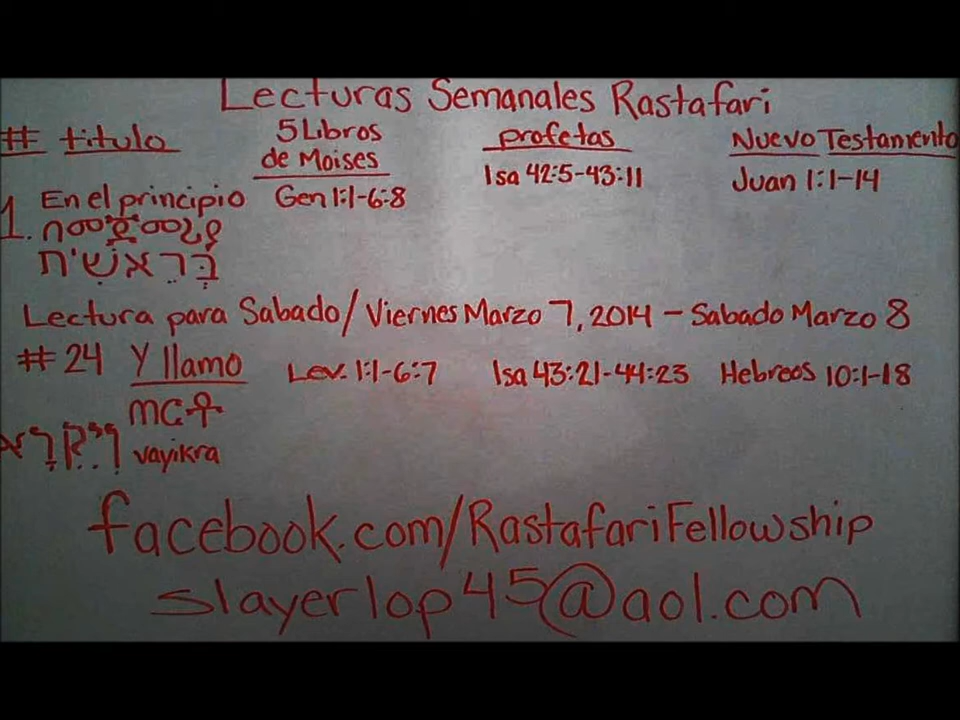 Lecturas Semanales Rastafari
# titulo 5 Libros de Moises profetas Nuevo Testamento
1. En el principio Gen 1:1-6:8 Isa 42:5-43:11 Juan 1:1-14
בְּרֵאשִׁית
Lectura para Sabado/Viernes Marzo 7, 2014 - Sabado Marzo 8
#24 Y llamo Lev. 1:1-6:7 Isa 43:21-44:23 Hebreos 10:1-18
וַיִּקְרָא vayikra
facebook.com/RastafariFellowship
slayerlop45@aol.com